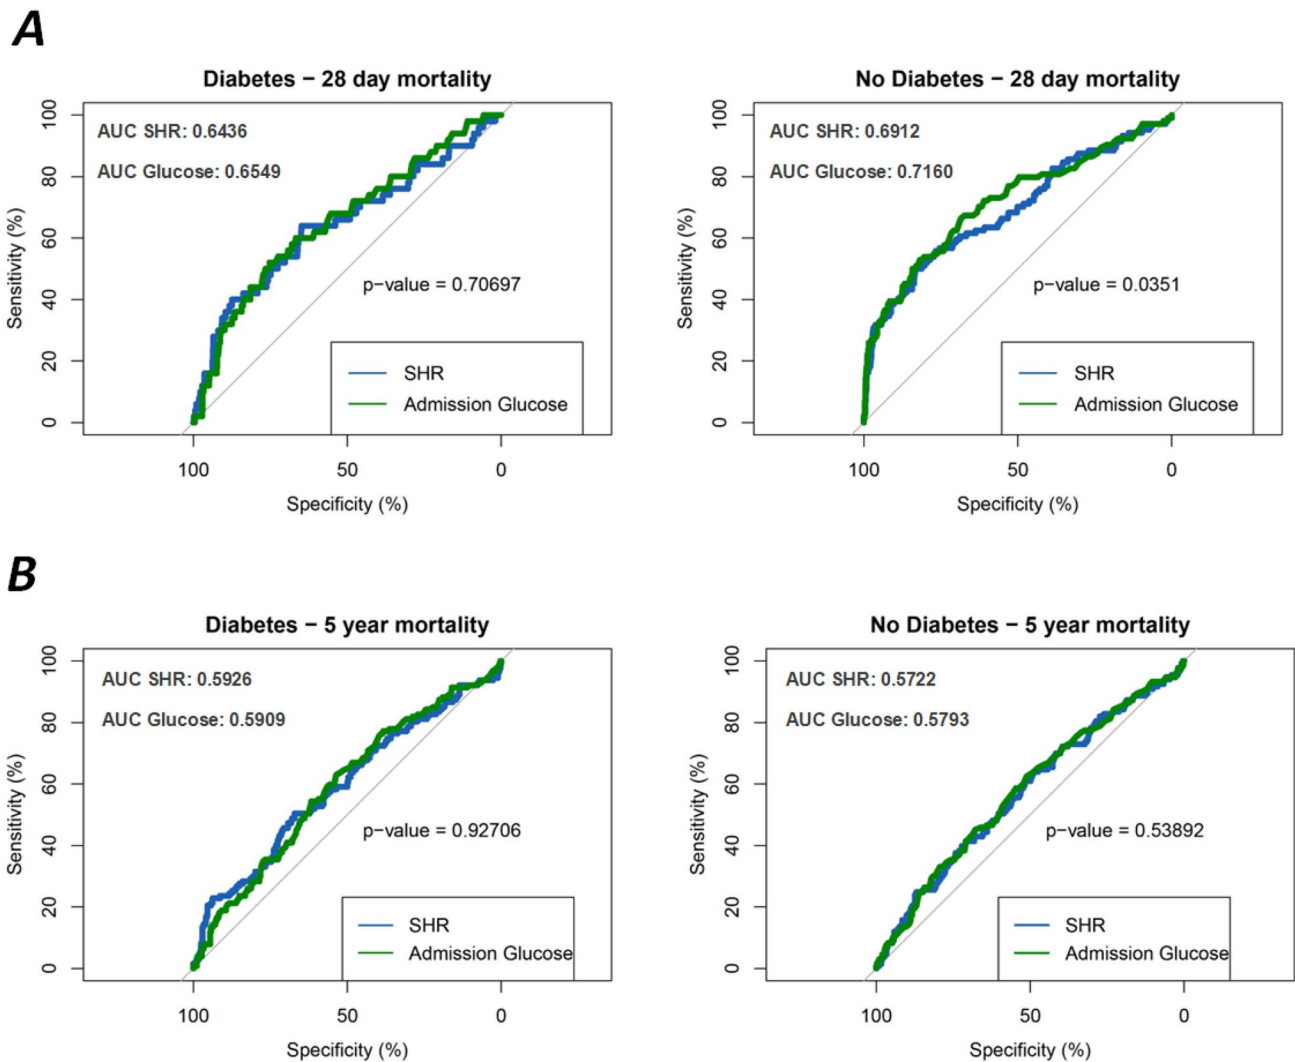 A
Diabetes − 28 day mortality
AUC SHR: 0.6436
AUC Glucose: 0.6549
p−value = 0.70697
SHR
Admission Glucose
Sensitivity (%)
0 20 40 60 80 100
100 50 0
Specificity (%)
No Diabetes − 28 day mortality
AUC SHR: 0.6912
AUC Glucose: 0.7160
p−value = 0.0351
SHR
Admission Glucose
Sensitivity (%)
0 20 40 60 80 100
100 50 0
Specificity (%)
B
Diabetes − 5 year mortality
AUC SHR: 0.5926
AUC Glucose: 0.5909
p−value = 0.92706
SHR
Admission Glucose
Sensitivity (%)
0 20 40 60 80 100
100 50 0
Specificity (%)
No Diabetes − 5 year mortality
AUC SHR: 0.5722
AUC Glucose: 0.5793
p−value = 0.53892
SHR
Admission Glucose
Sensitivity (%)
0 20 40 60 80 100
100 50 0
Specificity (%)